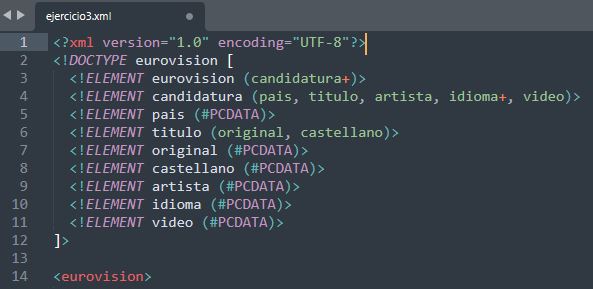 ejercicio3.xml
1 <?xml version="1.0" encoding="UTF-8"?>
2 <!DOCTYPE eurovision [
3 <!ELEMENT eurovision (candidatura+)>
4 <!ELEMENT candidatura (pais, titulo, artista, idioma+, video)>
5 <!ELEMENT pais (#PCDATA)>
6 <!ELEMENT titulo (original, castellano)>
7 <!ELEMENT original (#PCDATA)>
8 <!ELEMENT castellano (#PCDATA)>
9 <!ELEMENT artista (#PCDATA)>
10 <!ELEMENT idioma (#PCDATA)>
11 <!ELEMENT video (#PCDATA)>
12 ]>
13
14 <eurovision>